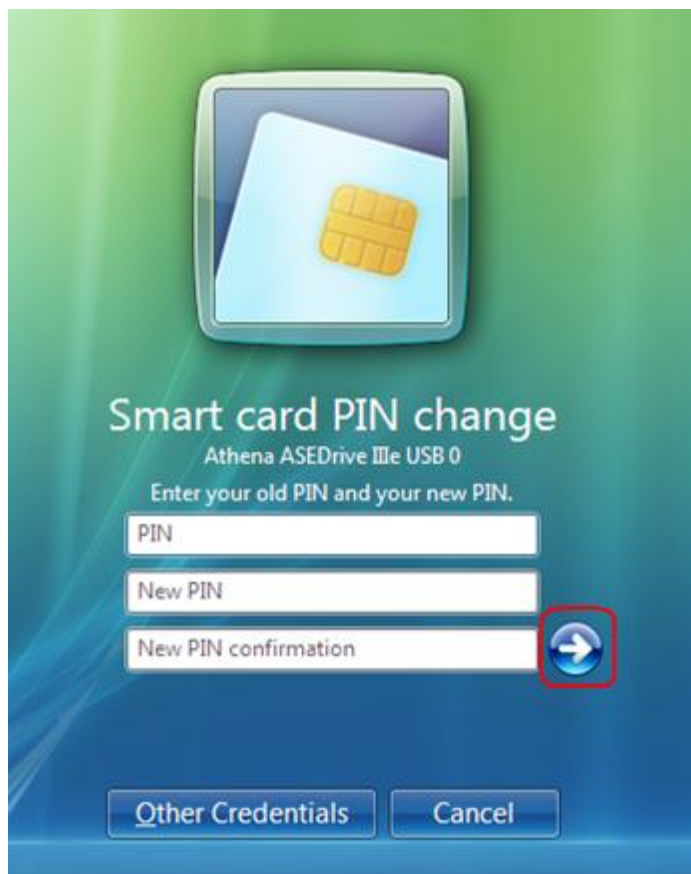 Smart card PIN change
Athena ASEDrive IIIe USB 0
Enter your old PIN and your new PIN.
PIN
New PIN
New PIN confirmation
Other Credentials
Cancel